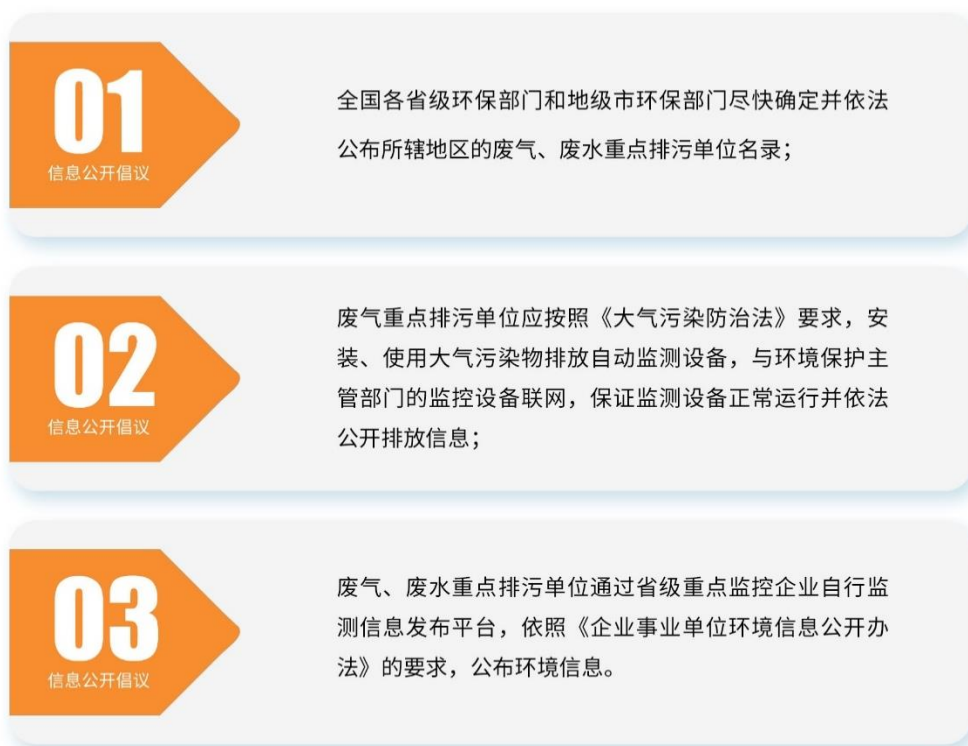 01
信息公开倡议
全国各省级环保部门和地级市环保部门尽快确定并依法
公布所辖地区的废气、废水重点排污单位名录；
02
信息公开倡议
废气重点排污单位应按照《大气污染防治法》要求，安
装、使用大气污染物排放自动监测设备，与环境保护主
管部门的监控设备联网，保证监测设备正常运行并依法
公开排放信息；
03
信息公开倡议
废气、废水重点排污单位通过省级重点监控企业自行监
测信息发布平台，依照《企业事业单位环境信息公开办
法》的要求，公布环境信息。